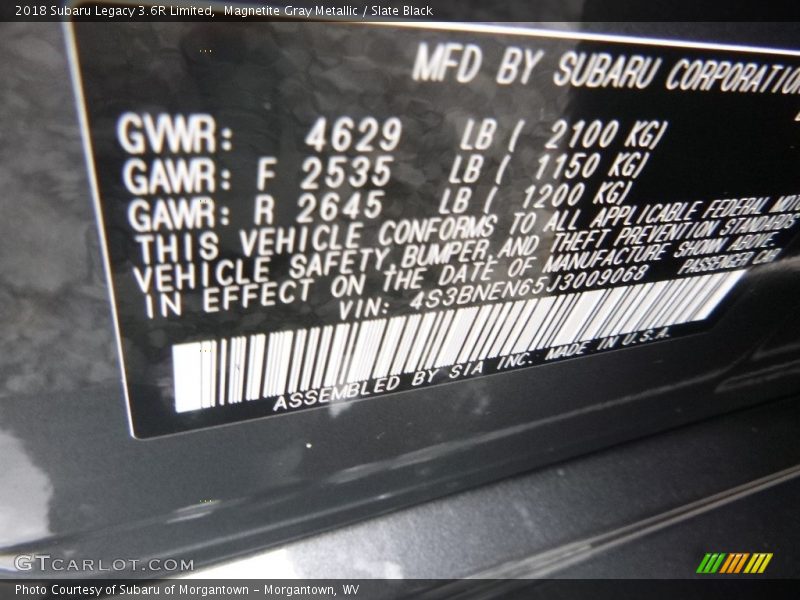 2018 Subaru Legacy 3.6R Limited, Magnetite Gray Metallic / Slate Black
MFD BY SUBARU CORPORATIO
GVWR: 4629 LB ( 2100 KG)
GAWR: F 2535 LB ( 1150 KG)
GAWR: R 2645 LB ( 1200 KG)
THIS VEHICLE CONFORMS TO ALL APPLICABLE FEDERAL MOTO
VEHICLE SAFETY, BUMPER, AND THEFT PREVENTION STANDARDS
IN EFFECT ON THE DATE OF MANUFACTURE SHOWN ABOVE.
VIN: 4S3BNEN65J3009068 PASSENGER CAR
ASSEMBLED BY SIA INC. MADE IN U.S.A.
GTCARLOT.COM
Photo Courtesy of Subaru of Morgantown – Morgantown, WV